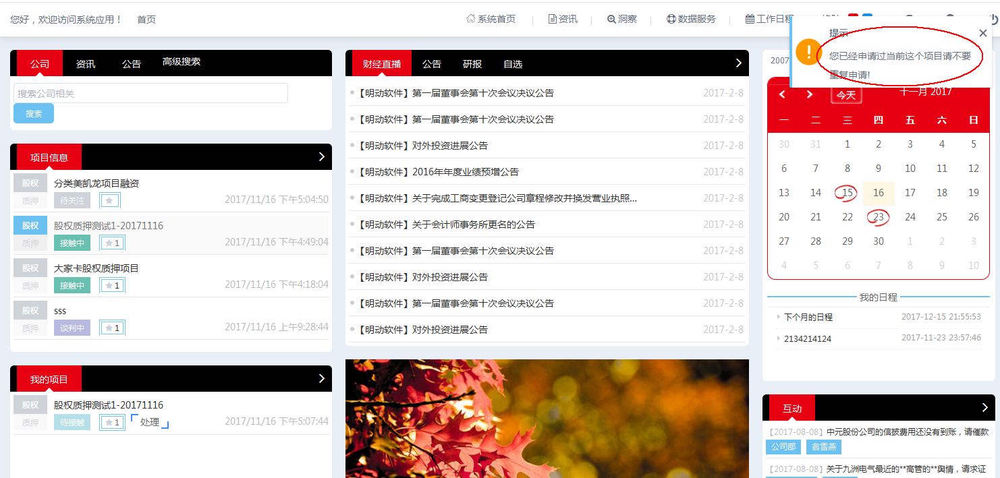 您好，欢迎访问系统应用！ 首页
系统首页 资讯 洞察 数据服务 工作日程
提示
您已经申请过当前这个项目请不要
重复申请!
公司 资讯 公告 高级搜索
搜索公司相关
搜索
项目信息
股权 分类美凯龙项目融资
质押 待关注 2017/11/16 下午5:04:50
股权 股权质押测试1-20171116
质押 接触中 1 2017/11/16 下午4:49:04
股权 大家卡股权质押项目
质押 接触中 1 2017/11/16 下午4:18:04
股权 sss
质押 谈判中 1 2017/11/16 上午9:28:44
我的项目
股权 股权质押测试1-20171116
质押 待接触 1 处理 2017/11/16 下午5:07:44
财经直播 公告 研报 自选
【明动软件】第一届董事会第十次会议决议公告 2017-2-8
【明动软件】第一届董事会第十次会议决议公告 2017-2-8
【明动软件】对外投资进展公告 2017-2-8
【明动软件】2016年年度业绩预增公告 2017-2-8
【明动软件】关于完成工商变更登记公司章程修改并换发营业执照... 2017-2-8
【明动软件】关于会计师事务所更名的公告 2017-2-8
【明动软件】第一届董事会第十次会议决议公告 2017-2-8
【明动软件】对外投资进展公告 2017-2-8
【明动软件】第一届董事会第十次会议决议公告 2017-2-8
【明动软件】对外投资进展公告 2017-2-8
2007
今天 十一月 2017
一 二 三 四 五 六 日
30 31 1 2 3 4 5
6 7 8 9 10 11 12
13 14 15 16 17 18 19
20 21 22 23 24 25 26
27 28 29 30 1 2 3
4 5 6 7 8 9 10
我的日程
下个月的日程 2017-12-15 21:55:53
2134214124 2017-11-23 23:57:46
互动
【2017-08-08】中元股份公司的信披费用还没有到账，请催款
公司部 翁雪燕
【2017-08-08】关于九洲电气最近的**高管的**舆情，请求证